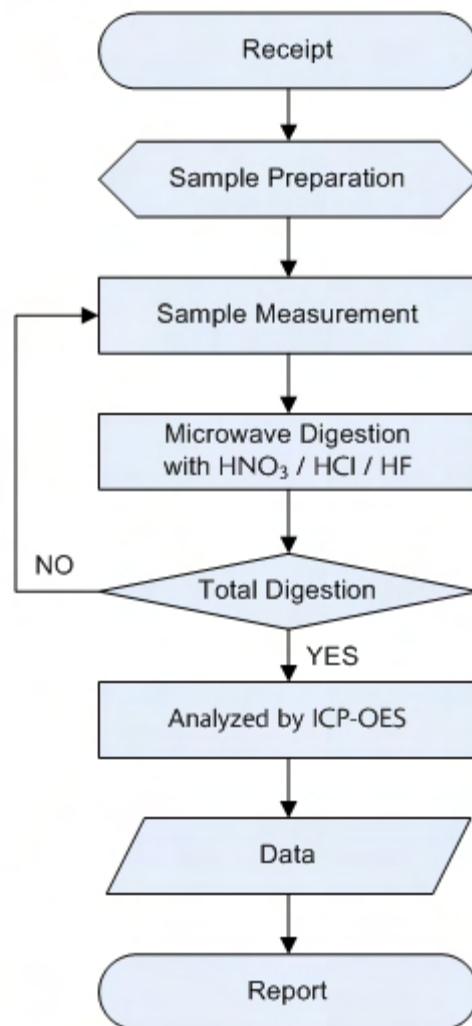 Receipt
Sample Preparation
Sample Measurement
Microwave Digestion
with HNO₃ / HCl / HF
Total Digestion
NO
YES
Analyzed by ICP-OES
Data
Report